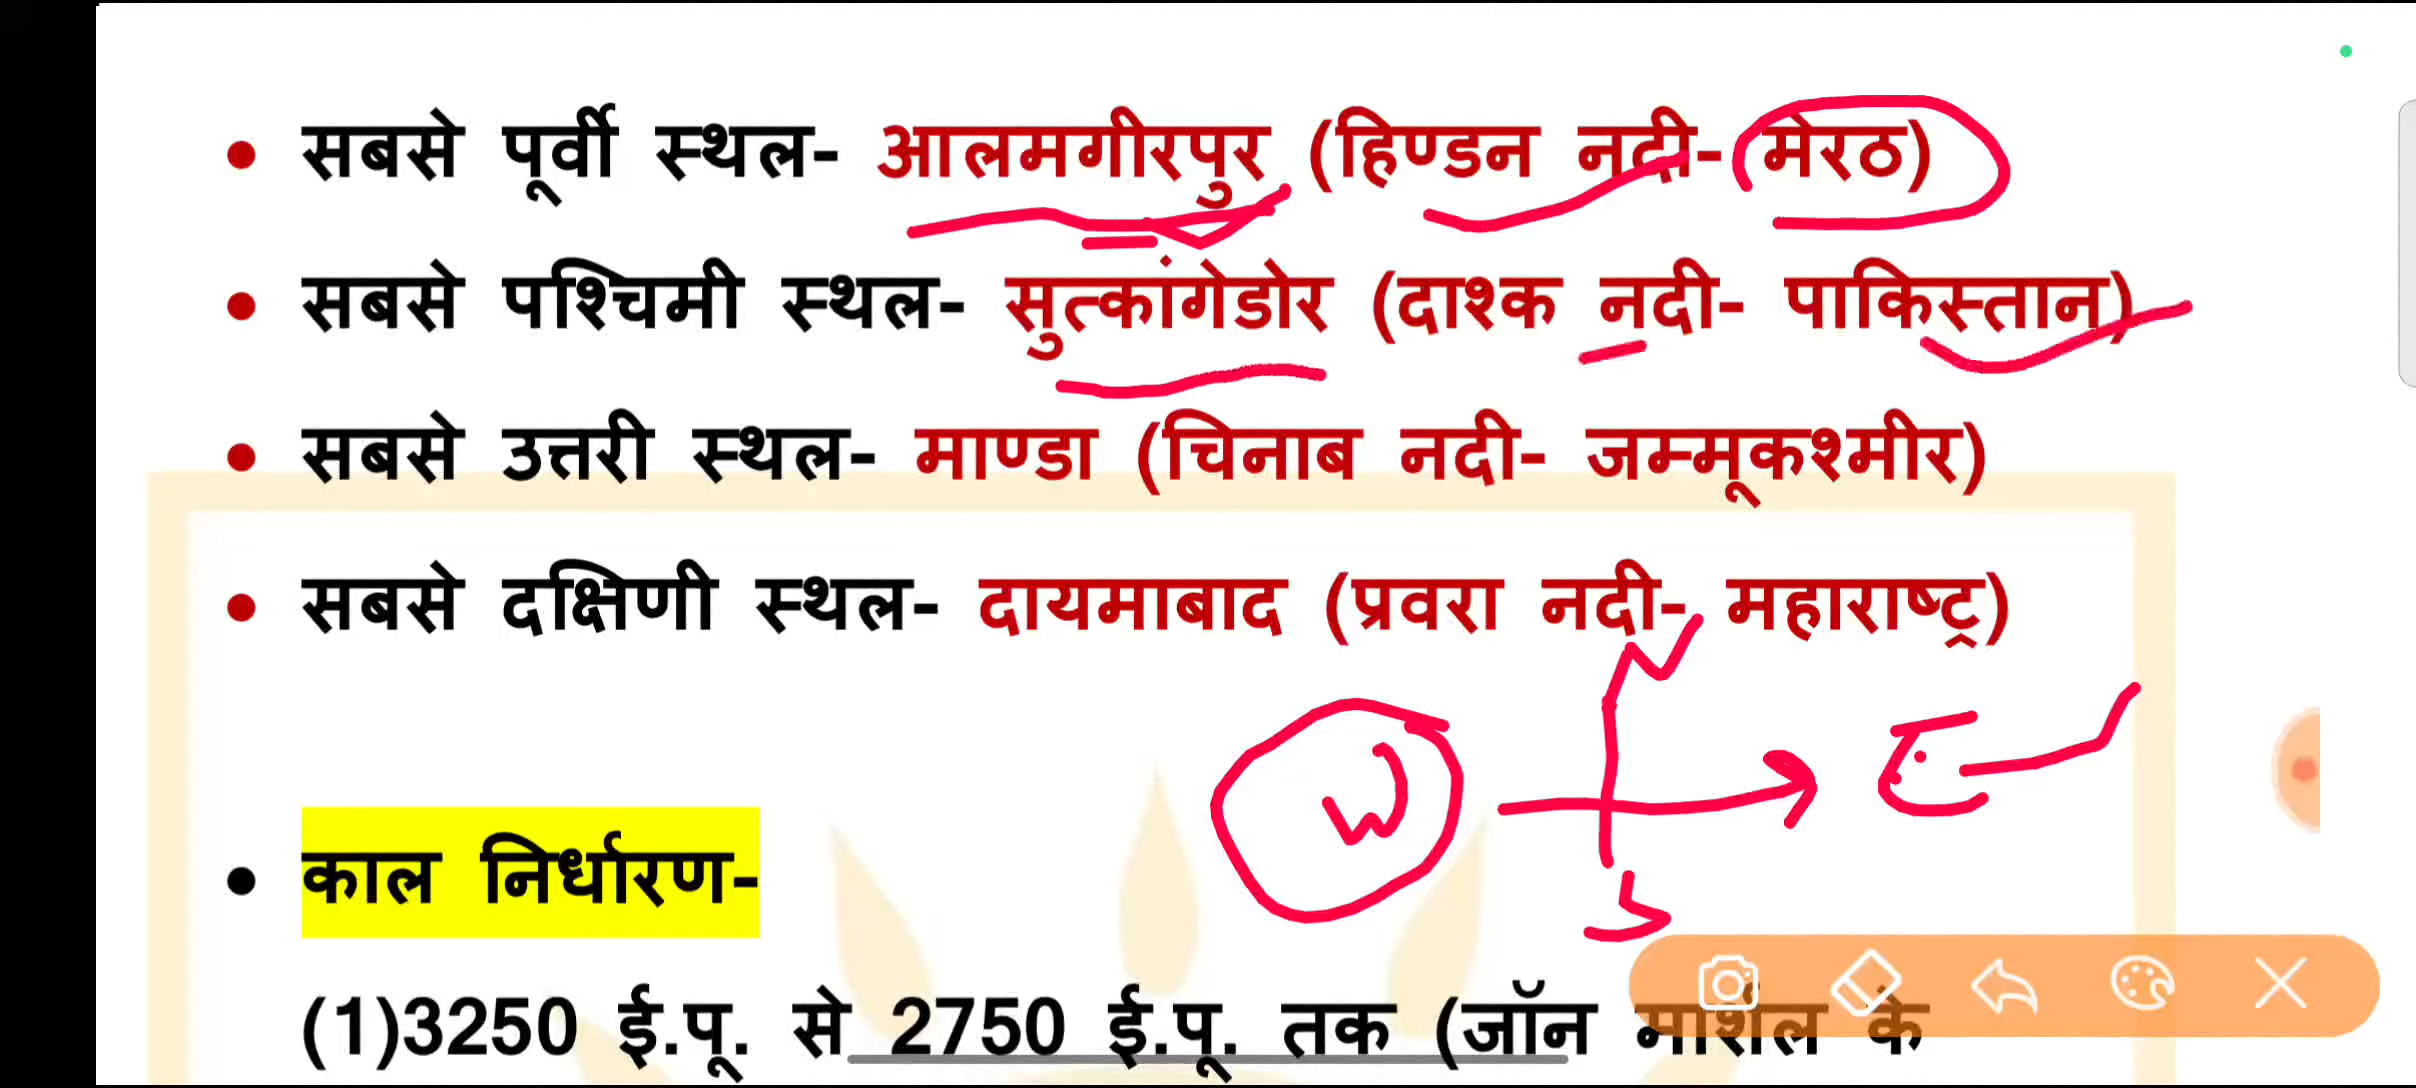 • सबसे पूर्वी स्थल- आलमगीरपुर (हिण्डन नदी- मेरठ)
• सबसे पश्चिमी स्थल- सुत्कांगेडोर (दाश्क नदी- पाकिस्तान)
• सबसे उत्तरी स्थल- माण्डा (चिनाब नदी- जम्मूकश्मीर)
• सबसे दक्षिणी स्थल- दायमाबाद (प्रवरा नदी- महाराष्ट्र)
N
W E
S
• काल निर्धारण-
(1)3250 ई.पू. से 2750 ई.पू. तक (जॉन मार्शल के